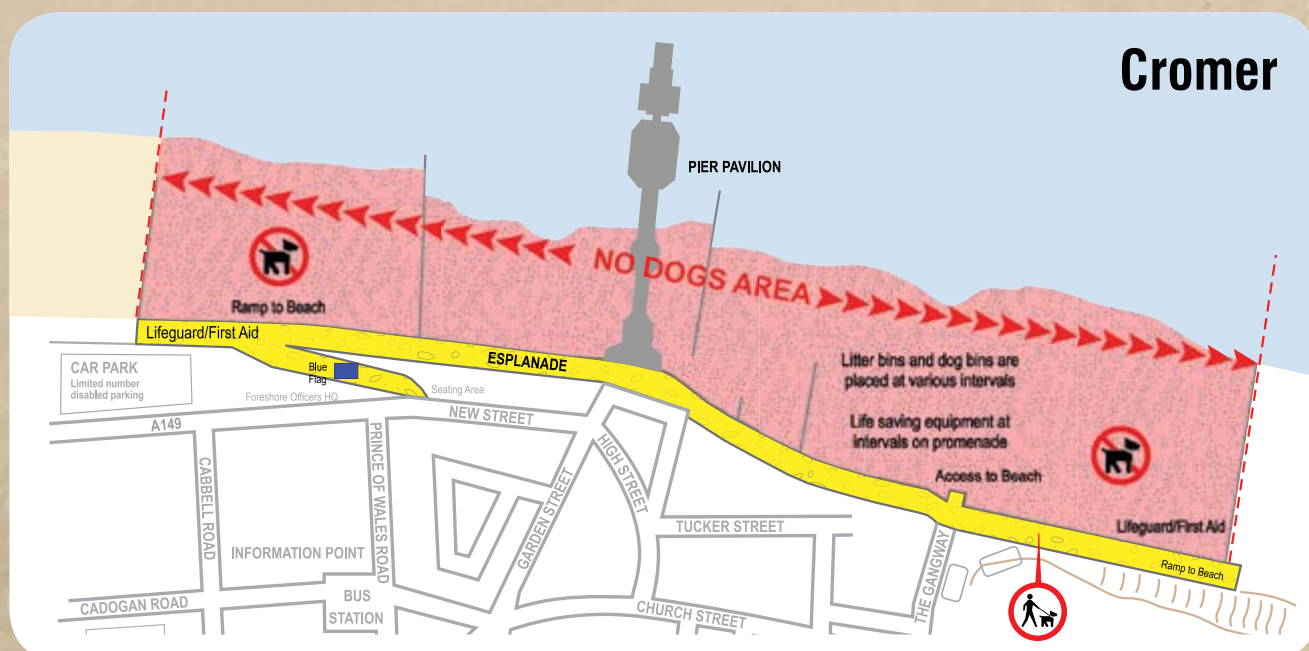 Cromer
PIER PAVILION
NO DOGS AREA
Ramp to Beach
Lifeguard/First Aid
ESPLANADE
Blue
Flag
Foreshore Officers HQ
Seating Area
CAR PARK
Limited number
disabled parking
A149
NEW STREET
Litter bins and dog bins are
placed at various intervals
Life saving equipment at
intervals on promenade
Access to Beach
Lifeguard/First Aid
Ramp to Beach
CABBELL ROAD
PRINCE OF WALES ROAD
GARDEN STREET
HIGH STREET
TUCKER STREET
THE GANGWAY
INFORMATION POINT
BUS
STATION
CADOGAN ROAD
CHURCH STREET